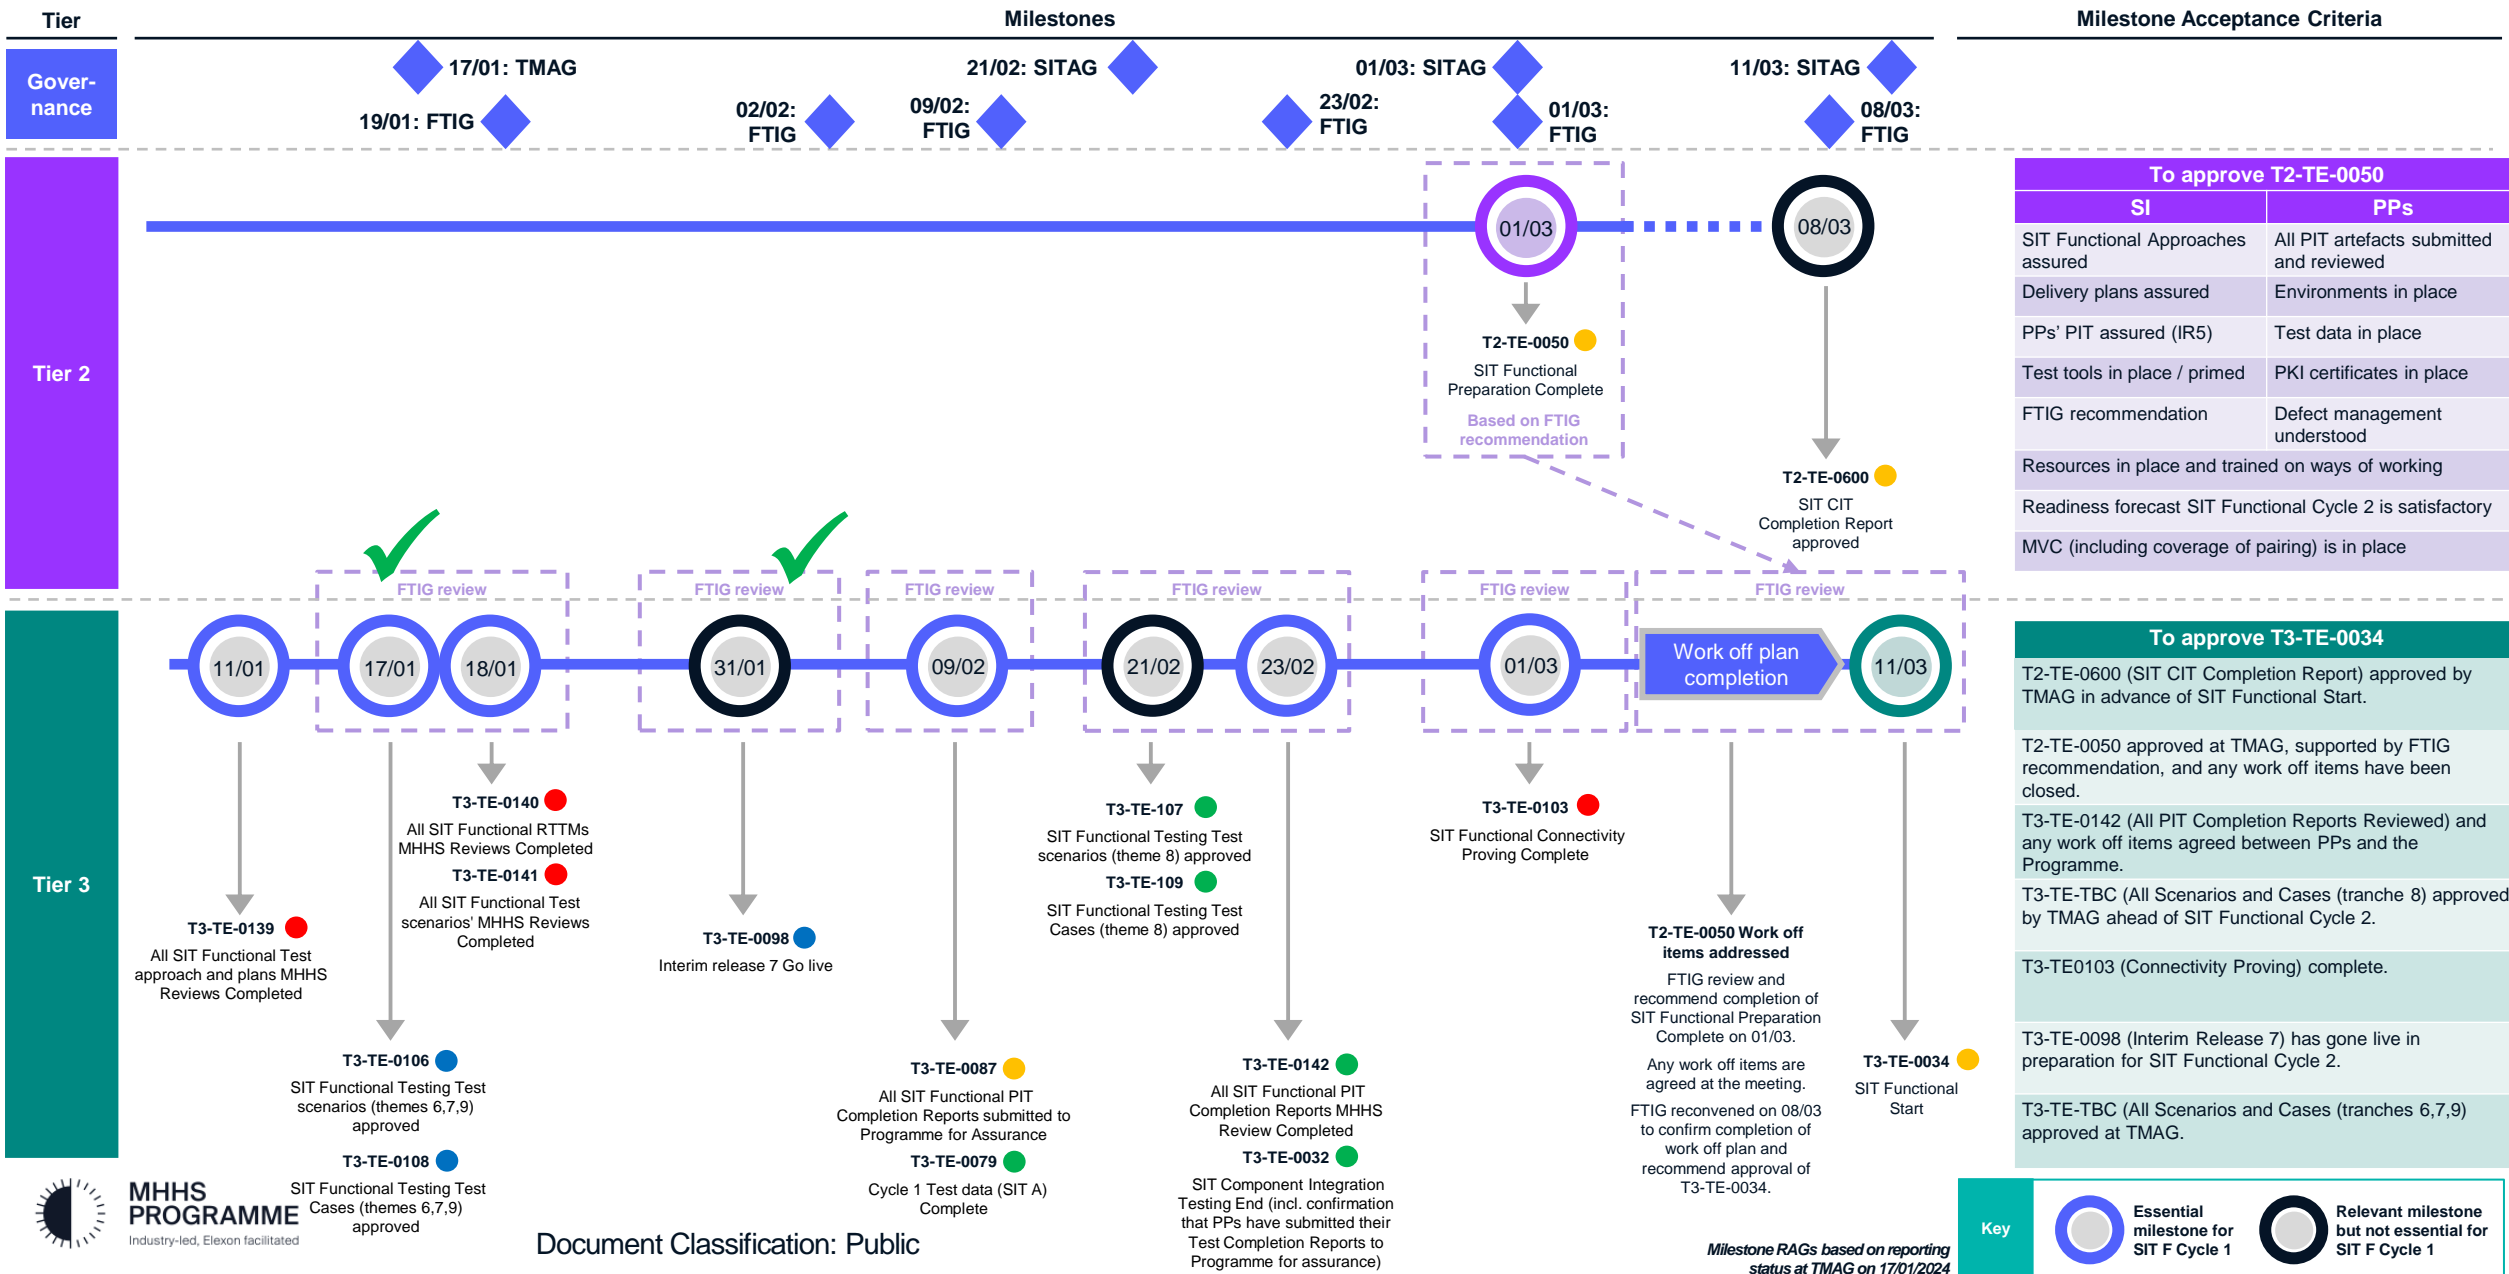 Tier
Milestones
Milestone Acceptance Criteria
Gover-
nance
17/01: TMAG
21/02: SITAG
01/03: SITAG
11/03: SITAG
19/01: FTIG
02/02:
FTIG
09/02:
FTIG
23/02:
FTIG
01/03:
FTIG
08/03:
FTIG
Tier 2
01/03
08/03
T2-TE-0050
SIT Functional
Preparation Complete
Based on FTIG
recommendation
T2-TE-0600
SIT CIT
Completion Report
approved
To approve T2-TE-0050
SI
PPs
SIT Functional Approaches
assured
All PIT artefacts submitted
and reviewed
Delivery plans assured
Environments in place
PPs' PIT assured (IR5)
Test data in place
Test tools in place / primed
PKI certificates in place
FTIG recommendation
Defect management
understood
Resources in place and trained on ways of working
Readiness forecast SIT Functional Cycle 2 is satisfactory
MVC (including coverage of pairing) is in place
FTIG review
FTIG review
FTIG review
FTIG review
FTIG review
FTIG review
Tier 3
11/01
17/01
18/01
31/01
09/02
21/02
23/02
01/03
Work off plan
completion
11/03
T3-TE-0139
All SIT Functional Test
approach and plans MHHS
Reviews Completed
T3-TE-0140
All SIT Functional RTTMs
MHHS Reviews Completed
T3-TE-0141
All SIT Functional Test
scenarios' MHHS Reviews
Completed
T3-TE-0106
SIT Functional Testing Test
scenarios (themes 6,7,9)
approved
T3-TE-0108
SIT Functional Testing Test
Cases (themes 6,7,9)
approved
T3-TE-0098
Interim release 7 Go live
T3-TE-0087
All SIT Functional PIT
Completion Reports submitted to
Programme for Assurance
T3-TE-0079
Cycle 1 Test data (SIT A)
Complete
T3-TE-107
SIT Functional Testing Test
scenarios (theme 8) approved
T3-TE-109
SIT Functional Testing Test
Cases (theme 8) approved
T3-TE-0142
All SIT Functional PIT
Completion Reports MHHS
Review Completed
T3-TE-0032
SIT Component Integration
Testing End (incl. confirmation
that PPs have submitted their
Test Completion Reports to
Programme for assurance)
T3-TE-0103
SIT Functional Connectivity
Proving Complete
T2-TE-0050 Work off
items addressed
FTIG review and
recommend completion of
SIT Functional Preparation
Complete on 01/03.
Any work off items are
agreed at the meeting.
FTIG reconvened on 08/03
to confirm completion of
work off plan and
recommend approval of
T3-TE-0034.
T3-TE-0034
SIT Functional
Start
To approve T3-TE-0034
T2-TE-0600 (SIT CIT Completion Report) approved by
TMAG in advance of SIT Functional Start.
T2-TE-0050 approved at TMAG, supported by FTIG
recommendation, and any work off items have been
closed.
T3-TE-0142 (All PIT Completion Reports Reviewed) and
any work off items agreed between PPs and the
Programme.
T3-TE-TBC (All Scenarios and Cases (tranche 8) approved
by TMAG ahead of SIT Functional Cycle 2.
T3-TE0103 (Connectivity Proving) complete.
T3-TE-0098 (Interim Release 7) has gone live in
preparation for SIT Functional Cycle 2.
T3-TE-TBC (All Scenarios and Cases (tranches 6,7,9)
approved at TMAG.
MHHS
PROGRAMME
Industry-led, Elexon facilitated
Document Classification: Public
Milestone RAGs based on reporting
status at TMAG on 17/01/2024
Key
Essential
milestone for
SIT F Cycle 1
Relevant milestone
but not essential for
SIT F Cycle 1